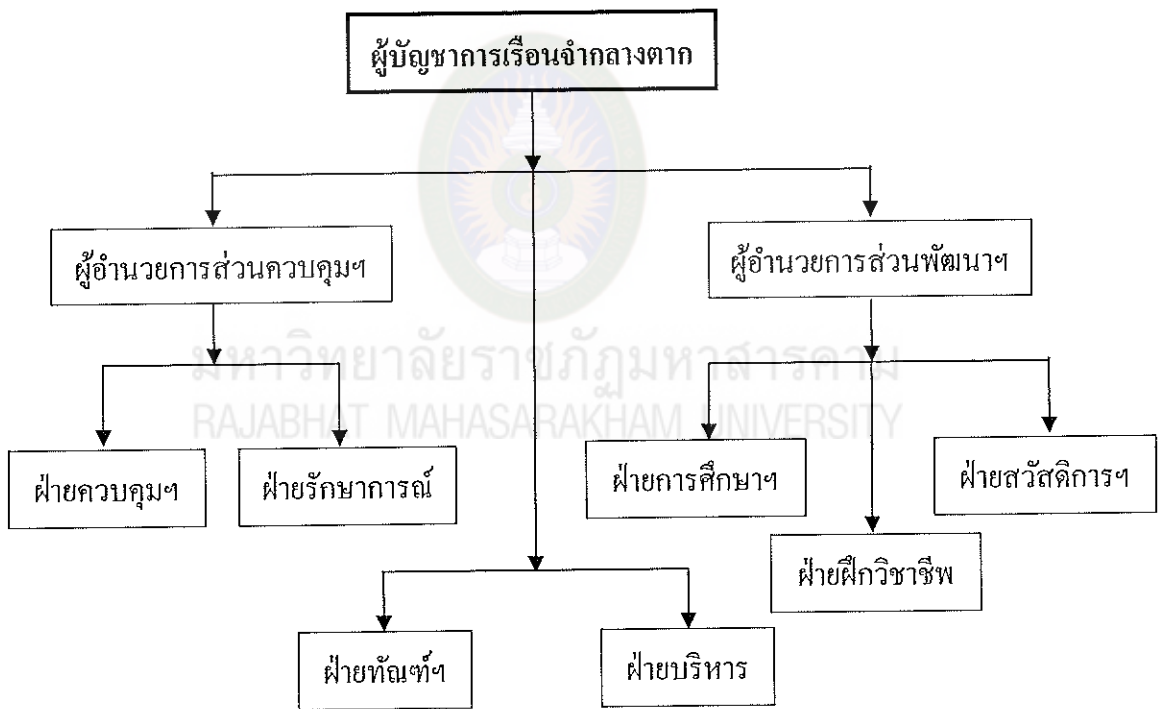 ผู้บัญชาการเรือนจำกลางตาก
ผู้อำนวยการส่วนควบคุมฯ
ผู้อำนวยการส่วนพัฒนาฯ
มหาวิทยาลัยราชภัฏมหาสารคาม
RAJABHAT MAHASARAKHAM UNIVERSITY
ฝ่ายควบคุมฯ
ฝ่ายรักษาการณ์
ฝ่ายการศึกษาฯ
ฝ่ายสวัสดิการฯ
ฝ่ายฝึกวิชาชีพ
ฝ่ายทัณฑ์ฯ
ฝ่ายบริหาร